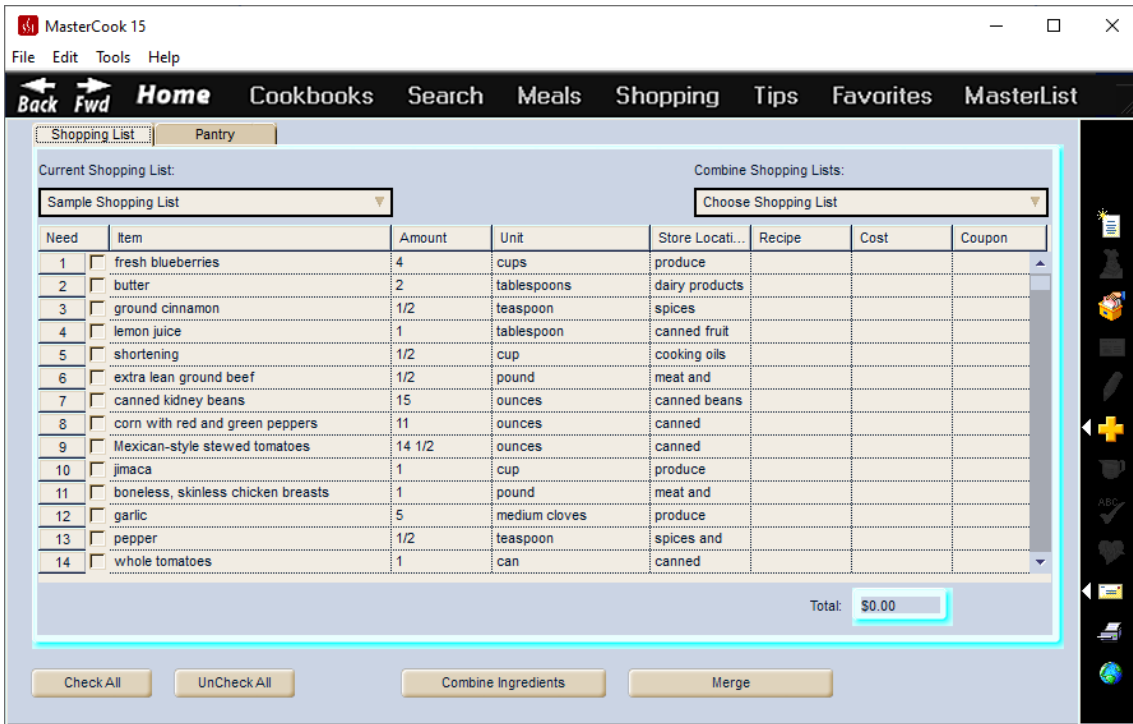 MasterCook 15
File Edit Tools Help
Back Fwd Home Cookbooks Search Meals Shopping Tips Favorites MasterList
Shopping List Pantry
Current Shopping List: Combine Shopping Lists:
Sample Shopping List Choose Shopping List
Need Item Amount Unit Store Locati... Recipe Cost Coupon
1 fresh blueberries 4 cups produce
2 butter 2 tablespoons dairy products
3 ground cinnamon 1/2 teaspoon spices
4 lemon juice 1 tablespoon canned fruit
5 shortening 1/2 cup cooking oils
6 extra lean ground beef 1/2 pound meat and
7 canned kidney beans 15 ounces canned beans
8 corn with red and green peppers 11 ounces canned
9 Mexican-style stewed tomatoes 14 1/2 ounces canned
10 jimaca 1 cup produce
11 boneless, skinless chicken breasts 1 pound meat and
12 garlic 5 medium cloves produce
13 pepper 1/2 teaspoon spices and
14 whole tomatoes 1 can canned
ABC
Total: $0.00
Check All UnCheck All Combine Ingredients Merge